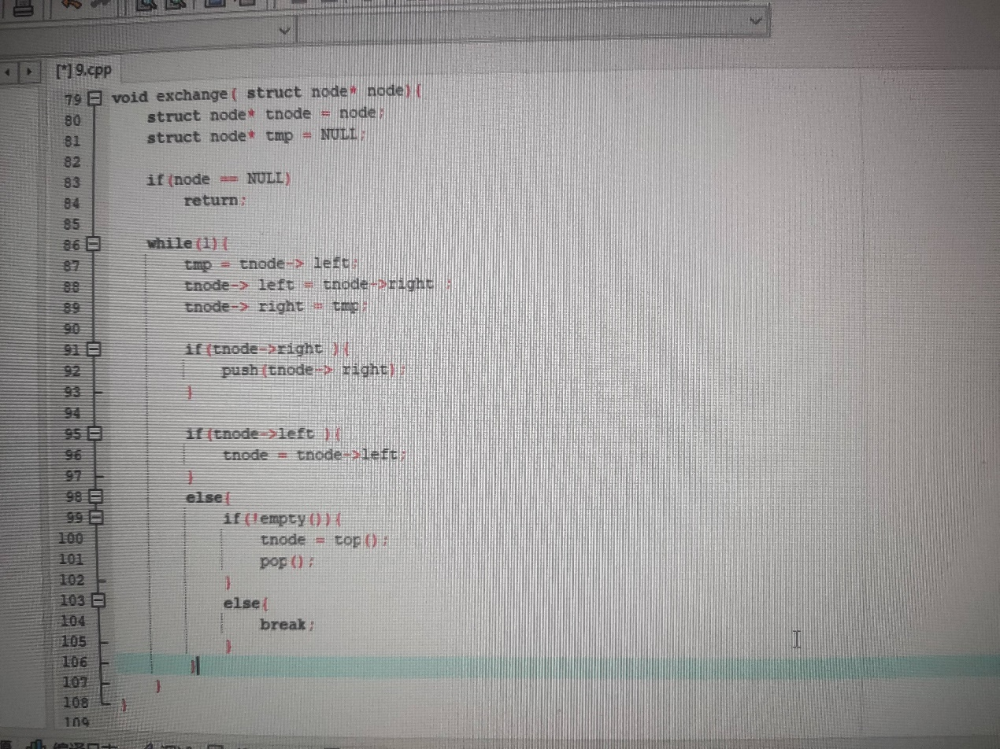 [*] 9.cpp
79 void exchange( struct node* node){
80 struct node* tnode = node;
81 struct node* tmp = NULL;
82
83 if(node == NULL)
84 return;
85
86 while(1){
87 tmp = tnode-> left;
88 tnode-> left = tnode->right ;
89 tnode-> right = tmp;
90
91 if(tnode->right ){
92 push(tnode-> right);
93 }
94
95 if(tnode->left ){
96 tnode = tnode->left;
97 }
98 else{
99 if(!empty()){
100 tnode = top();
101 pop();
102 }
103 else{
104 break;
105 }
106 }
107 }
108 }
109